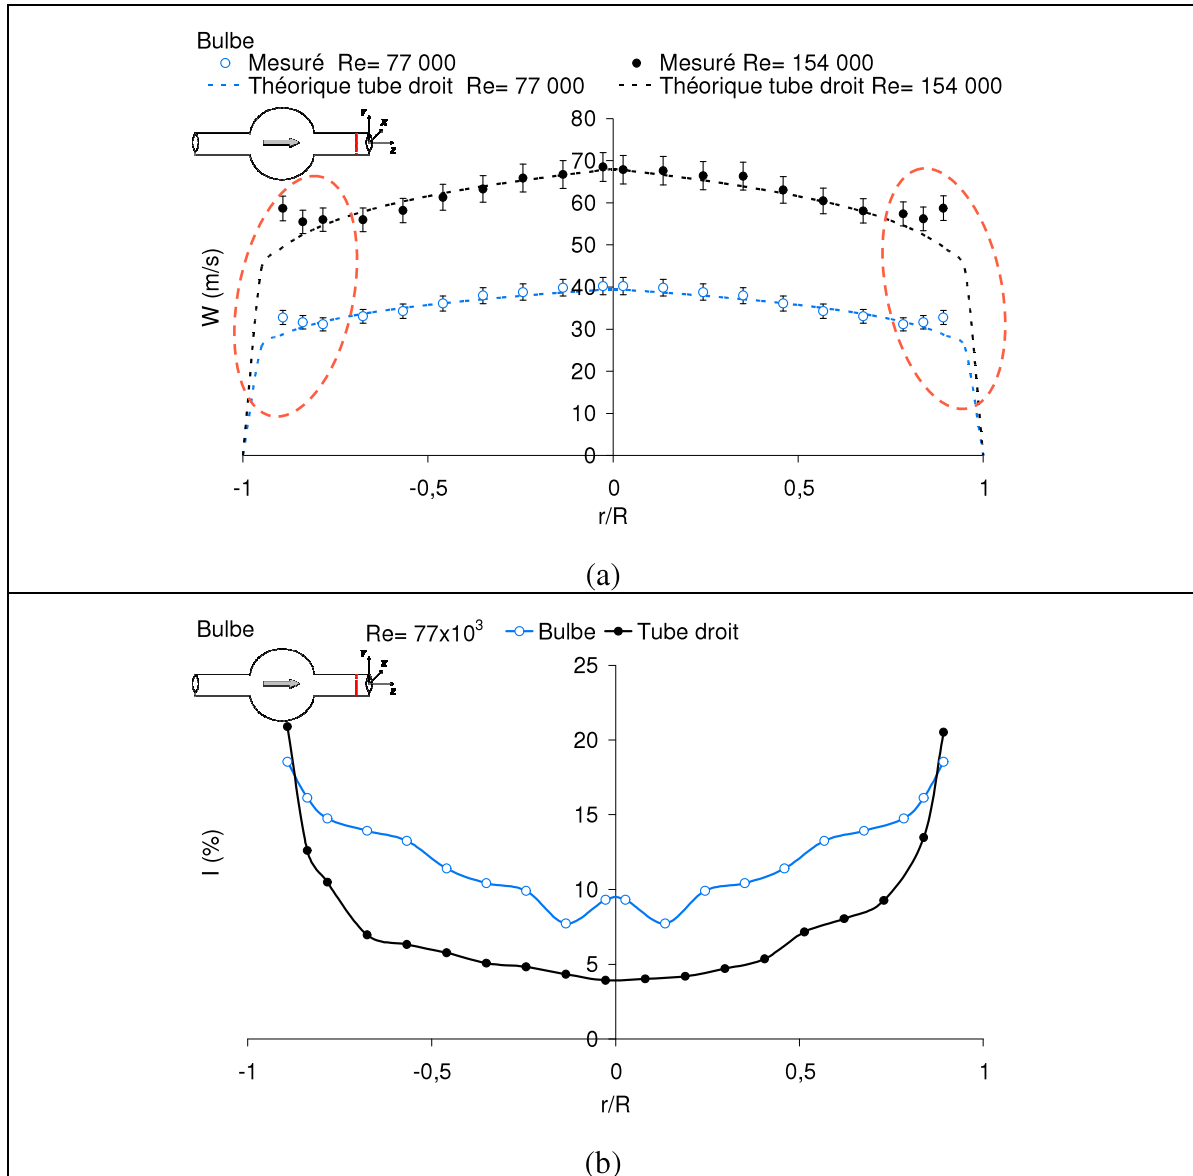 Bulbe
Mesuré Re= 77 000
Mesuré Re= 154 000
Théorique tube droit Re= 77 000
Théorique tube droit Re= 154 000
Y
X
Z
80
70
60
50
40
30
20
10
0
W (m/s)
-1
-0,5
0
0,5
1
r/R
(a)
Bulbe
Re= 77x10³
Bulbe
Tube droit
Y
X
Z
25
20
15
10
5
0
I (%)
-1
-0,5
0
0,5
1
r/R
(b)